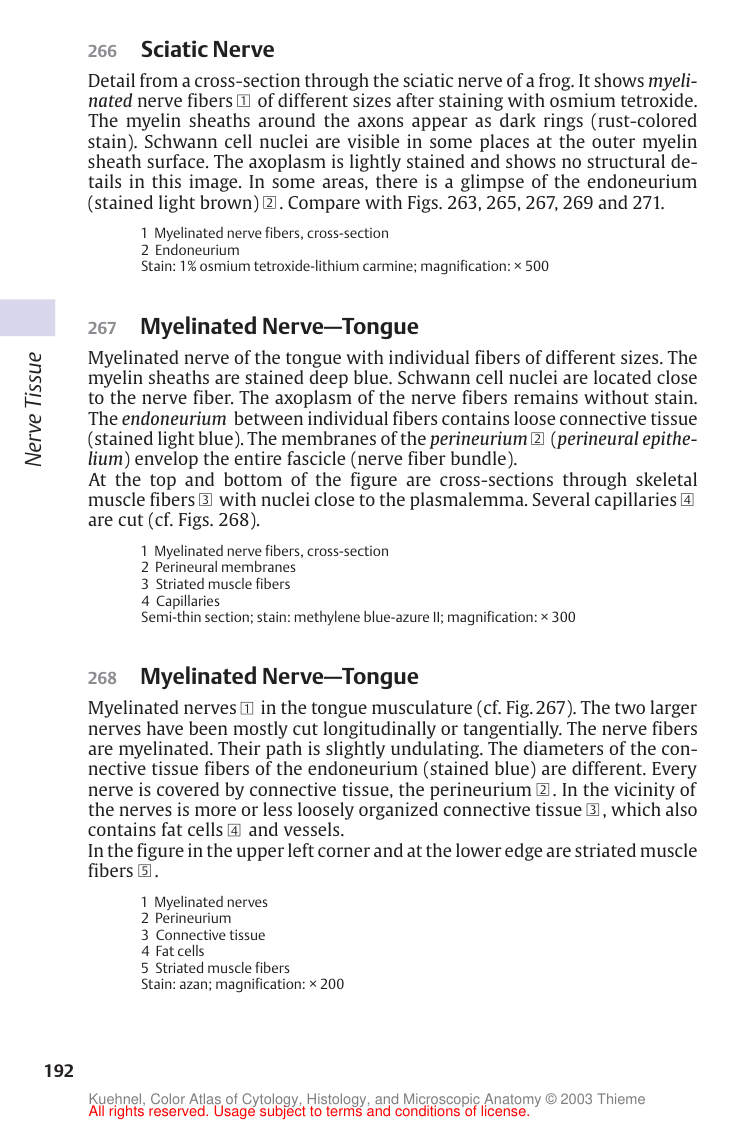 266 Sciatic Nerve
Detail from a cross-section through the sciatic nerve of a frog. It shows myeli-
nated nerve fibers 1 of different sizes after staining with osmium tetroxide.
The myelin sheaths around the axons appear as dark rings (rust-colored
stain). Schwann cell nuclei are visible in some places at the outer myelin
sheath surface. The axoplasm is lightly stained and shows no structural de-
tails in this image. In some areas, there is a glimpse of the endoneurium
(stained light brown) 2. Compare with Figs. 263, 265, 267, 269 and 271.
1 Myelinated nerve fibers, cross-section
2 Endoneurium
Stain: 1% osmium tetroxide-lithium carmine; magnification: × 500
267 Myelinated Nerve—Tongue
Myelinated nerve of the tongue with individual fibers of different sizes. The
myelin sheaths are stained deep blue. Schwann cell nuclei are located close
to the nerve fiber. The axoplasm of the nerve fibers remains without stain.
The endoneurium between individual fibers contains loose connective tissue
(stained light blue). The membranes of the perineurium 2 (perineural epithe-
lium) envelop the entire fascicle (nerve fiber bundle).
At the top and bottom of the figure are cross-sections through skeletal
muscle fibers 3 with nuclei close to the plasmalemma. Several capillaries 4
are cut (cf. Figs. 268).
1 Myelinated nerve fibers, cross-section
2 Perineural membranes
3 Striated muscle fibers
4 Capillaries
Semi-thin section; stain: methylene blue-azure II; magnification: × 300
Nerve Tissue
268 Myelinated Nerve—Tongue
Myelinated nerves 1 in the tongue musculature (cf. Fig. 267). The two larger
nerves have been mostly cut longitudinally or tangentially. The nerve fibers
are myelinated. Their path is slightly undulating. The diameters of the con-
nective tissue fibers of the endoneurium (stained blue) are different. Every
nerve is covered by connective tissue, the perineurium 2. In the vicinity of
the nerves is more or less loosely organized connective tissue 3, which also
contains fat cells 4 and vessels.
In the figure in the upper left corner and at the lower edge are striated muscle
fibers 5.
1 Myelinated nerves
2 Perineurium
3 Connective tissue
4 Fat cells
5 Striated muscle fibers
Stain: azan; magnification: × 200
192
Kuehnel, Color Atlas of Cytology, Histology, and Microscopic Anatomy © 2003 Thieme
All rights reserved. Usage subject to terms and conditions of license.